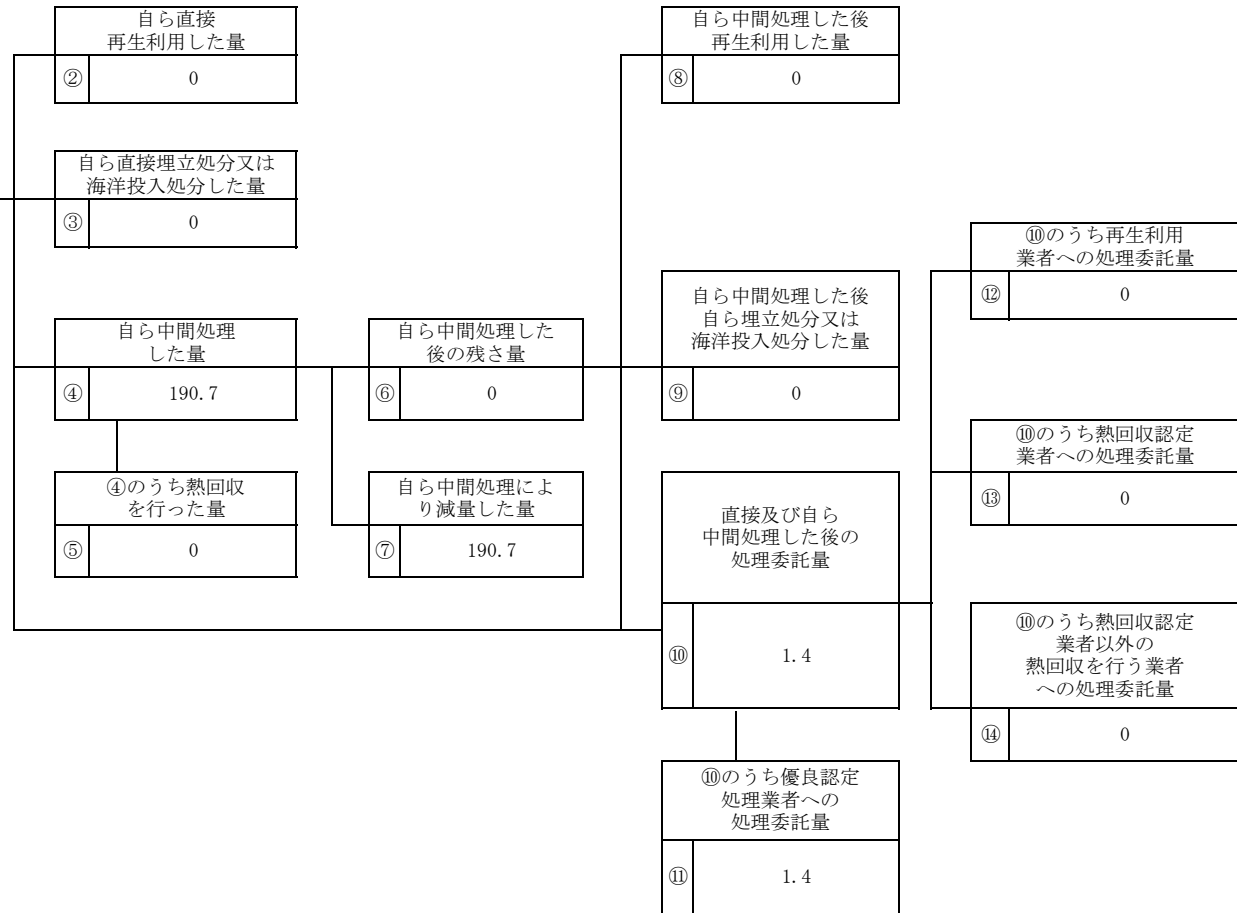 自ら直接
再生利用した量
② 0
自ら中間処理した後
再生利用した量
⑧ 0
自ら直接埋立処分又は
海洋投入処分した量
③ 0
⑩のうち再生利用
業者への処理委託量
⑫ 0
自ら中間処理
した量
④ 190.7
自ら中間処理した
後の残さ量
⑥ 0
自ら中間処理した後
自ら埋立処分又は
海洋投入処分した量
⑨ 0
⑩のうち熱回収認定
業者への処理委託量
⑬ 0
④のうち熱回収
を行った量
⑤ 0
自ら中間処理によ
り減量した量
⑦ 190.7
直接及び自ら
中間処理した後の
処理委託量
⑩ 1.4
⑩のうち熱回収認定
業者以外の
熱回収を行う業者
への処理委託量
⑭ 0
⑩のうち優良認定
処理業者への
処理委託量
⑪ 1.4